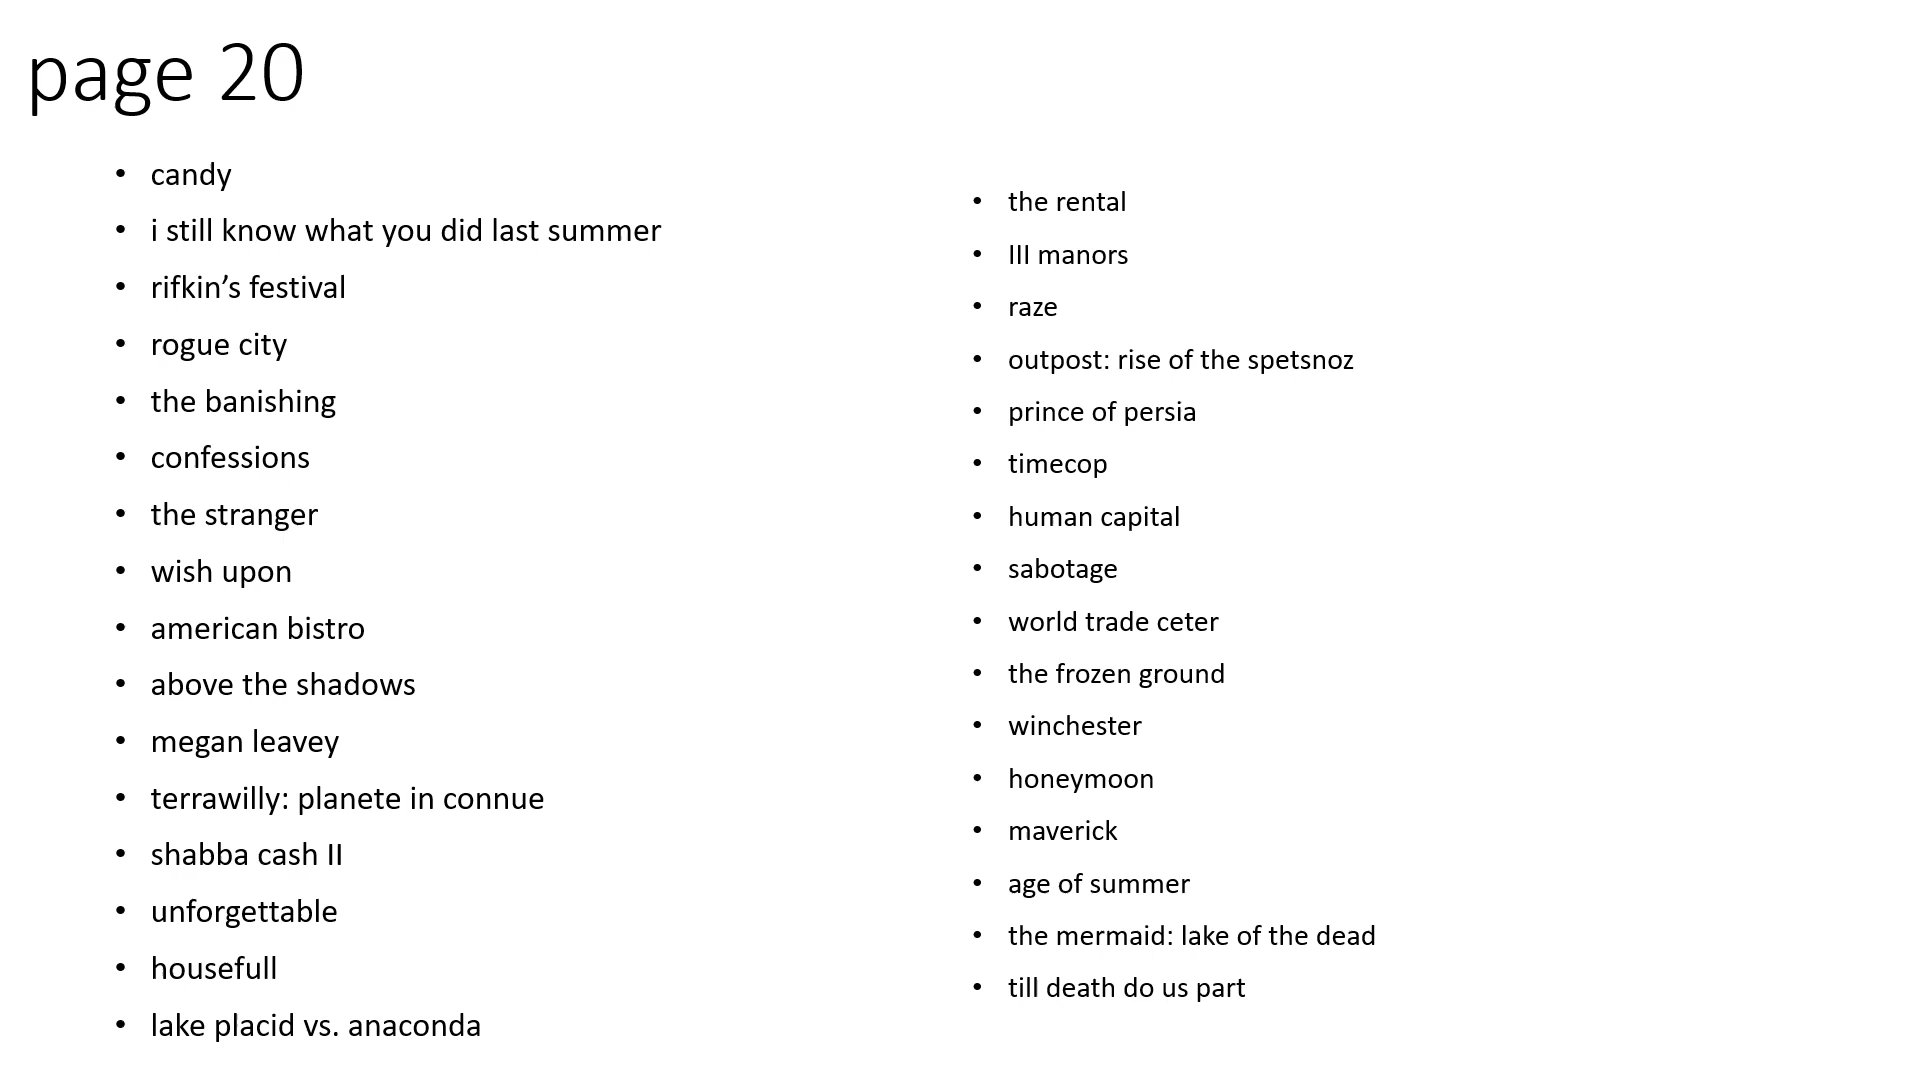 page 20
• candy
• i still know what you did last summer
• rifkin’s festival
• rogue city
• the banishing
• confessions
• the stranger
• wish upon
• american bistro
• above the shadows
• megan leavey
• terrawilly: planete in connue
• shabba cash II
• unforgettable
• housefull
• lake placid vs. anaconda
• the rental
• III manors
• raze
• outpost: rise of the spetsnoz
• prince of persia
• timecop
• human capital
• sabotage
• world trade ceter
• the frozen ground
• winchester
• honeymoon
• maverick
• age of summer
• the mermaid: lake of the dead
• till death do us part